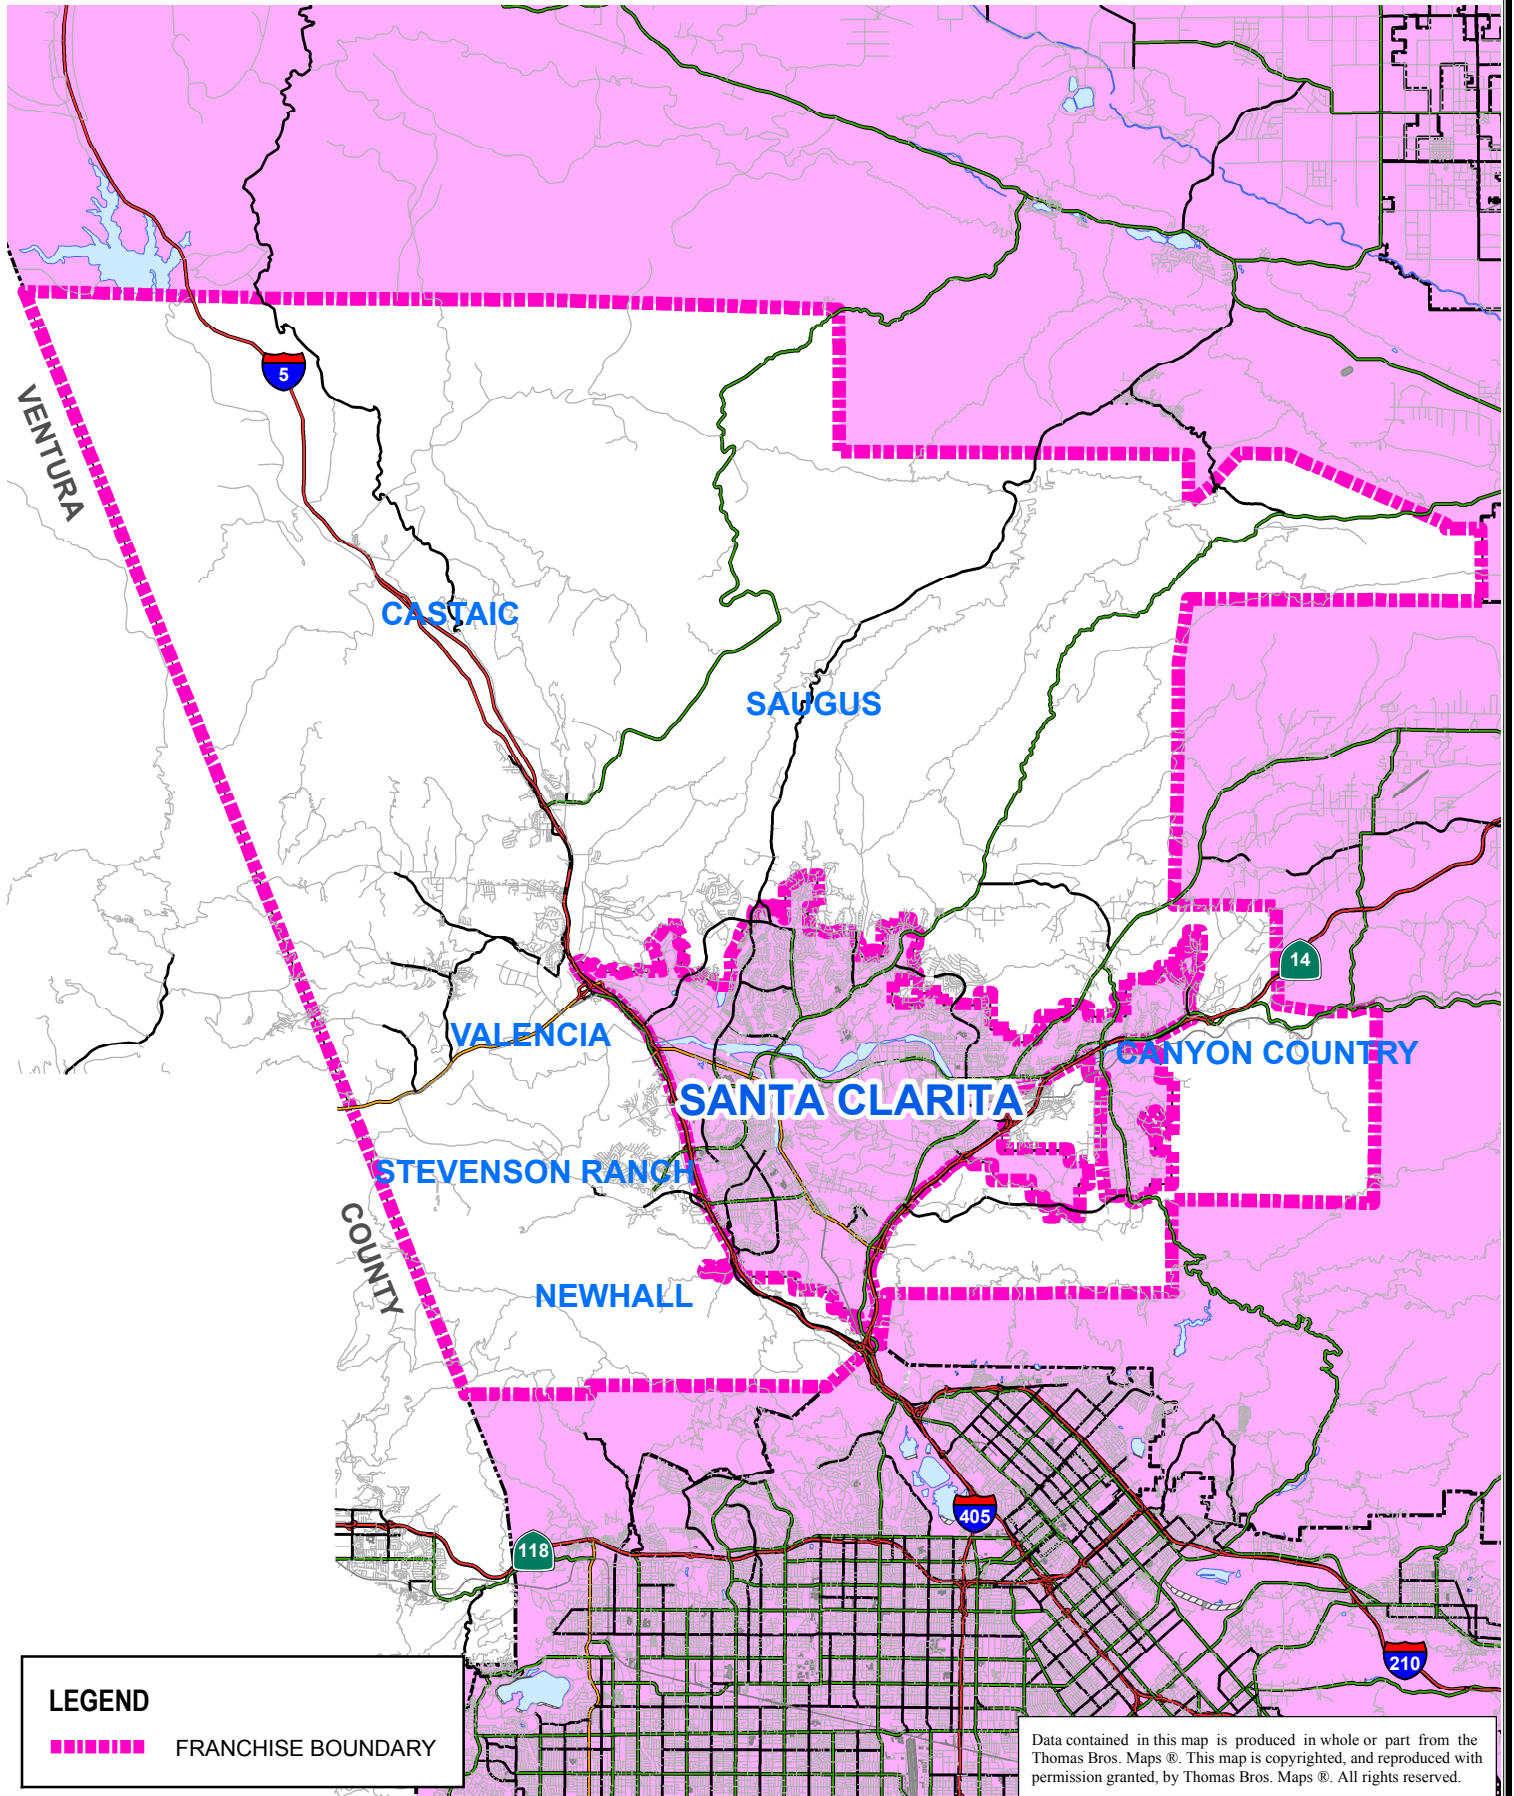 5
VENTURA
CASTAIC
SAUGUS
14
VALENCIA
CANYON COUNTRY
SANTA CLARITA
STEVENSON RANCH
COUNTY
NEWHALL
405
118
210
LEGEND
FRANCHISE BOUNDARY
Data contained in this map is produced in whole or part from the
Thomas Bros. Maps ®. This map is copyrighted, and reproduced with
permission granted, by Thomas Bros. Maps ®. All rights reserved.